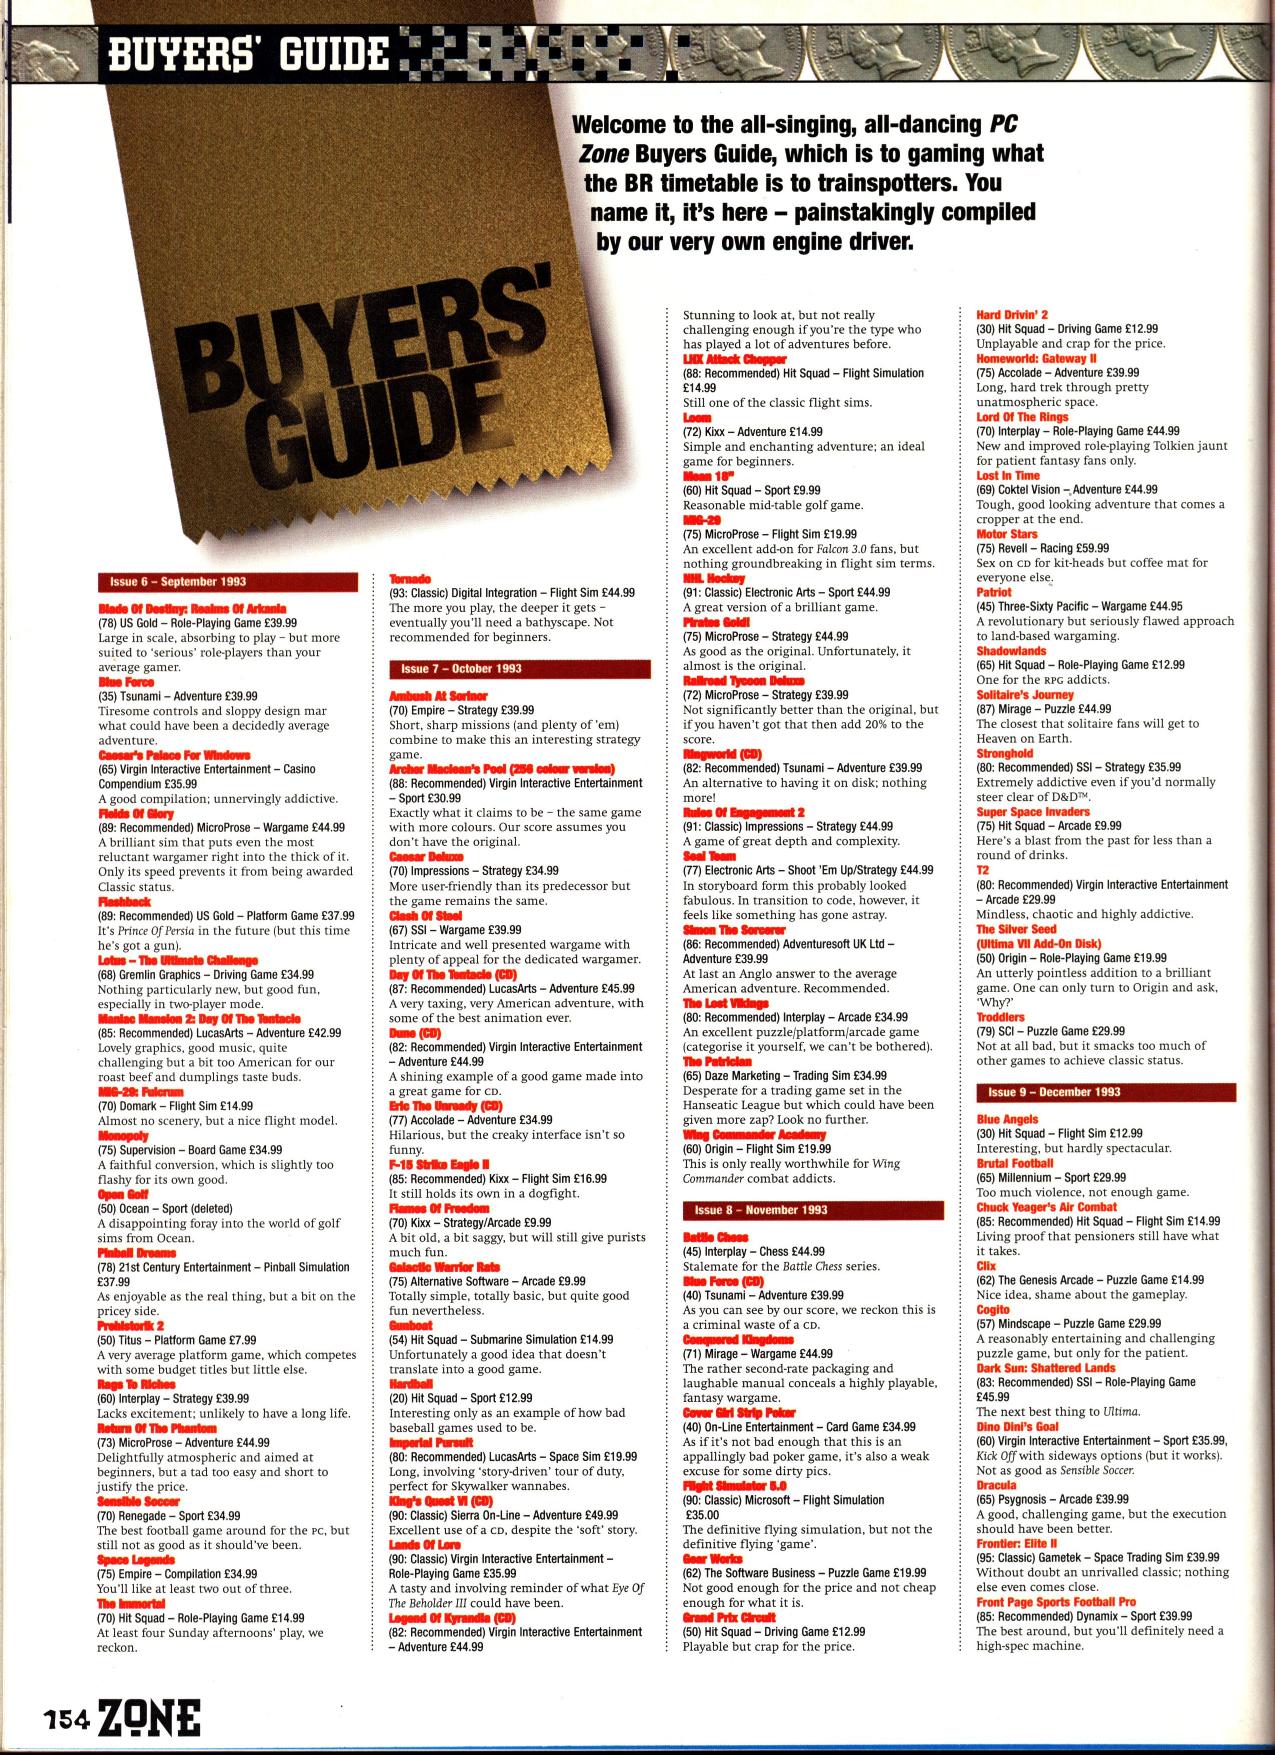 BUYERS' GUIDE
Welcome to the all-singing, all-dancing PC
Zone Buyers Guide, which is to gaming what
the BR timetable is to trainspotters. You
name it, it's here – painstakingly compiled
by our very own engine driver.
BUYERS'
GUIDE
Issue 6 – September 1993
Blade Of Destiny: Realms Of Arkania
(78) US Gold – Role-Playing Game £39.99
Large in scale, absorbing to play – but more
suited to 'serious' role-players than your
average gamer.
Blue Force
(35) Tsunami – Adventure £39.99
Tiresome controls and sloppy design mar
what could have been a decidedly average
adventure.
Caesar's Palace For Windows
(65) Virgin Interactive Entertainment – Casino
Compendium £35.99
A good compilation; unnervingly addictive.
Fields Of Glory
(89: Recommended) MicroProse – Wargame £44.99
A brilliant sim that puts even the most
reluctant wargamer right into the thick of it.
Only its speed prevents it from being awarded
Classic status.
Flashback
(89: Recommended) US Gold – Platform Game £37.99
It's Prince Of Persia in the future (but this time
he's got a gun).
Lotus – The Ultimate Challenge
(68) Gremlin Graphics – Driving Game £34.99
Nothing particularly new, but good fun,
especially in two-player mode.
Maniac Mansion 2: Day Of The Tentacle
(85: Recommended) LucasArts – Adventure £42.99
Lovely graphics, good music, quite
challenging but a bit too American for our
roast beef and dumplings taste buds.
MiG-29: Fulcrum
(70) Domark – Flight Sim £14.99
Almost no scenery, but a nice flight model.
Monopoly
(75) Supervision – Board Game £34.99
A faithful conversion, which is slightly too
flashy for its own good.
Open Golf
(50) Ocean – Sport (deleted)
A disappointing foray into the world of golf
sims from Ocean.
Pinball Dreams
(78) 21st Century Entertainment – Pinball Simulation
£37.99
As enjoyable as the real thing, but a bit on the
pricey side.
Prehistorik 2
(50) Titus – Platform Game £7.99
A very average platform game, which competes
with some budget titles but little else.
Rags To Riches
(60) Interplay – Strategy £39.99
Lacks excitement; unlikely to have a long life.
Return Of The Phantom
(73) MicroProse – Adventure £44.99
Delightfully atmospheric and aimed at
beginners, but a tad too easy and short to
justify the price.
Sensible Soccer
(70) Renegade – Sport £34.99
The best football game around for the PC, but
still not as good as it should've been.
Space Legends
(75) Empire – Compilation £34.99
You'll like at least two out of three.
The Immortal
(70) Hit Squad – Role-Playing Game £14.99
At least four Sunday afternoons' play, we
reckon.
Tornado
(93: Classic) Digital Integration – Flight Sim £44.99
The more you play, the deeper it gets –
eventually you'll need a bathyscape. Not
recommended for beginners.
Issue 7 – October 1993
Ambush At Sorinor
(70) Empire – Strategy £39.99
Short, sharp missions (and plenty of 'em)
combine to make this an interesting strategy
game.
Archer Maclean's Pool (256 colour version)
(88: Recommended) Virgin Interactive Entertainment
– Sport £30.99
Exactly what it claims to be – the same game
with more colours. Our score assumes you
don't have the original.
Caesar Deluxe
(70) Impressions – Strategy £34.99
More user-friendly than its predecessor but
the game remains the same.
Clash Of Steel
(67) SSI – Wargame £39.99
Intricate and well presented wargame with
plenty of appeal for the dedicated wargamer.
Day Of The Tentacle (CD)
(87: Recommended) LucasArts – Adventure £45.99
A very taxing, very American adventure, with
some of the best animation ever.
Dune (CD)
(82: Recommended) Virgin Interactive Entertainment
– Adventure £44.99
A shining example of a good game made into
a great game for CD.
Eric The Unready (CD)
(77) Accolade – Adventure £34.99
Hilarious, but the creaky interface isn't so
funny.
F-15 Strike Eagle II
(85: Recommended) Kixx – Flight Sim £16.99
It still holds its own in a dogfight.
Flames Of Freedom
(70) Kixx – Strategy/Arcade £9.99
A bit old, a bit saggy, but will still give purists
much fun.
Galactic Warrior Rats
(75) Alternative Software – Arcade £9.99
Totally simple, totally basic, but quite good
fun nevertheless.
Gunboat
(54) Hit Squad – Submarine Simulation £14.99
Unfortunately a good idea that doesn't
translate into a good game.
Hardball
(20) Hit Squad – Sport £12.99
Interesting only as an example of how bad
baseball games used to be.
Imperial Pursuit
(80: Recommended) LucasArts – Space Sim £19.99
Long, involving 'story-driven' tour of duty,
perfect for Skywalker wannabes.
King's Quest VI (CD)
(90: Classic) Sierra On-Line – Adventure £49.99
Excellent use of a CD, despite the 'soft' story.
Lands Of Lore
(90: Classic) Virgin Interactive Entertainment –
Role-Playing Game £35.99
A tasty and involving reminder of what Eye Of
The Beholder III could have been.
Legend Of Kyrandia (CD)
(82: Recommended) Virgin Interactive Entertainment
– Adventure £44.99
Stunning to look at, but not really
challenging enough if you're the type who
has played a lot of adventures before.
LHX Attack Chopper
(88: Recommended) Hit Squad – Flight Simulation
£14.99
Still one of the classic flight sims.
Loom
(72) Kixx – Adventure £14.99
Simple and enchanting adventure; an ideal
game for beginners.
Mean 18"
(60) Hit Squad – Sport £9.99
Reasonable mid-table golf game.
MiG-29
(75) MicroProse – Flight Sim £19.99
An excellent add-on for Falcon 3.0 fans, but
nothing groundbreaking in flight sim terms.
NHL Hockey
(91: Classic) Electronic Arts – Sport £44.99
A great version of a brilliant game.
Pirates Gold!
(75) MicroProse – Strategy £44.99
As good as the original. Unfortunately, it
almost is the original.
Railroad Tycoon Deluxe
(72) MicroProse – Strategy £39.99
Not significantly better than the original, but
if you haven't got that then add 20% to the
score.
Ringworld (CD)
(82: Recommended) Tsunami – Adventure £39.99
An alternative to having it on disk; nothing
more!
Rules Of Engagement 2
(91: Classic) Impressions – Strategy £44.99
A game of great depth and complexity.
Seal Team
(77) Electronic Arts – Shoot 'Em Up/Strategy £44.99
In storyboard form this probably looked
fabulous. In transition to code, however, it
feels like something has gone astray.
Simon The Sorcerer
(86: Recommended) Adventuresoft UK Ltd –
Adventure £39.99
At last an Anglo answer to the average
American adventure. Recommended.
The Lost Vikings
(80: Recommended) Interplay – Arcade £34.99
An excellent puzzle/platform/arcade game
(categorise it yourself, we can't be bothered).
The Patrician
(65) Daze Marketing – Trading Sim £34.99
Desperate for a trading game set in the
Hanseatic League but which could have been
given more zap? Look no further.
Wing Commander Academy
(60) Origin – Flight Sim £19.99
This is only really worthwhile for Wing
Commander combat addicts.
Issue 8 – November 1993
Battle Chess
(45) Interplay – Chess £44.99
Stalemate for the Battle Chess series.
Blue Force (CD)
(40) Tsunami – Adventure £39.99
As you can see by our score, we reckon this is
a criminal waste of a CD.
Conquered Kingdoms
(71) Mirage – Wargame £44.99
The rather second-rate packaging and
laughable manual conceals a highly playable,
fantasy wargame.
Cover Girl Strip Poker
(40) On-Line Entertainment – Card Game £34.99
As if it's not bad enough that this is an
appallingly bad poker game, it's also a weak
excuse for some dirty pics.
Flight Simulator 5.0
(90: Classic) Microsoft – Flight Simulation
£35.00
The definitive flying simulation, but not the
definitive flying 'game'.
Gear Works
(62) The Software Business – Puzzle Game £19.99
Not good enough for the price and not cheap
enough for what it is.
Grand Prix Circuit
(50) Hit Squad – Driving Game £12.99
Playable but crap for the price.
Hard Drivin' 2
(30) Hit Squad – Driving Game £12.99
Unplayable and crap for the price.
Homeworld: Gateway II
(75) Accolade – Adventure £39.99
Long, hard trek through pretty
unatmospheric space.
Lord Of The Rings
(70) Interplay – Role-Playing Game £44.99
New and improved role-playing Tolkien jaunt
for patient fantasy fans only.
Lost In Time
(69) Coktel Vision – Adventure £44.99
Tough, good looking adventure that comes a
cropper at the end.
Motor Stars
(75) Revell – Racing £59.99
Sex on CD for kit-heads but coffee mat for
everyone else.
Patriot
(45) Three-Sixty Pacific – Wargame £44.95
A revolutionary but seriously flawed approach
to land-based wargaming.
Shadowlands
(65) Hit Squad – Role-Playing Game £12.99
One for the RPG addicts.
Solitaire's Journey
(87) Mirage – Puzzle £44.99
The closest that solitaire fans will get to
Heaven on Earth.
Stronghold
(80: Recommended) SSI – Strategy £35.99
Extremely addictive even if you'd normally
steer clear of D&D™.
Super Space Invaders
(75) Hit Squad – Arcade £9.99
Here's a blast from the past for less than a
round of drinks.
T2
(80: Recommended) Virgin Interactive Entertainment
– Arcade £29.99
Mindless, chaotic and highly addictive.
The Silver Seed
(Ultima VII Add-On Disk)
(50) Origin – Role-Playing Game £19.99
An utterly pointless addition to a brilliant
game. One can only turn to Origin and ask,
'Why?'
Troddlers
(79) SCI – Puzzle Game £29.99
Not at all bad, but it smacks too much of
other games to achieve classic status.
Issue 9 – December 1993
Blue Angels
(30) Hit Squad – Flight Sim £12.99
Interesting, but hardly spectacular.
Brutal Football
(65) Millennium – Sport £29.99
Too much violence, not enough game.
Chuck Yeager's Air Combat
(85: Recommended) Hit Squad – Flight Sim £14.99
Living proof that pensioners still have what
it takes.
Clix
(62) The Genesis Arcade – Puzzle Game £14.99
Nice idea, shame about the gameplay.
Cogito
(57) Mindscape – Puzzle Game £29.99
A reasonably entertaining and challenging
puzzle game, but only for the patient.
Dark Sun: Shattered Lands
(83: Recommended) SSI – Role-Playing Game
£45.99
The next best thing to Ultima.
Dino Dini's Goal
(60) Virgin Interactive Entertainment – Sport £35.99,
Kick Off with sideways options (but it works).
Not as good as Sensible Soccer.
Dracula
(65) Psygnosis – Arcade £39.99
A good, challenging game, but the execution
should have been better.
Frontier: Elite II
(95: Classic) Gametek – Space Trading Sim £39.99
Without doubt an unrivalled classic; nothing
else even comes close.
Front Page Sports Football Pro
(85: Recommended) Dynamix – Sport £39.99
The best around, but you'll definitely need a
high-spec machine.
154 ZONE